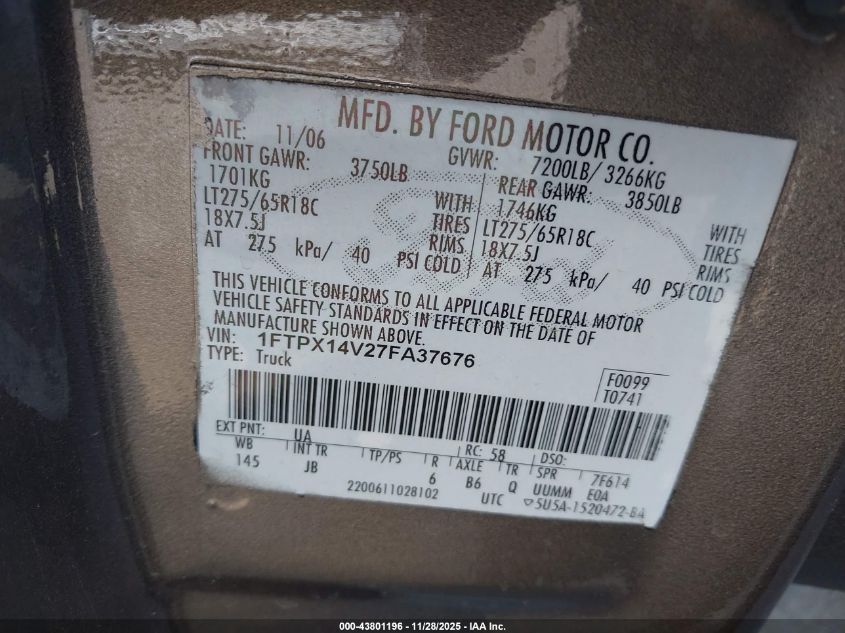 MFD. BY FORD MOTOR CO.
DATE: 11/06 GVWR: 7200LB/ 3266KG
FRONT GAWR: 3750LB REAR GAWR: 3850LB
1701KG WITH 1746KG WITH
LT275/65R18C TIRES LT275/65R18C TIRES
18X7.5J RIMS 18X7.5J RIMS
AT 275 kPa/ 40 PSI COLD AT 275 kPa/ 40 PSI COLD
THIS VEHICLE CONFORMS TO ALL APPLICABLE FEDERAL MOTOR
VEHICLE SAFETY STANDARDS IN EFFECT ON THE DATE OF
MANUFACTURE SHOWN ABOVE.
VIN: 1FTPX14V27FA37676
TYPE: Truck
F0099
T0741
EXT PNT: UA RC: 58 DSO:
WB INT TR TP/PS R AXLE TR SPR 7F614
145 JB 6 B6 Q UUMM E0A
2200611028102 UTC ▽5U5A-1520472-BA
Ford
000-43801196 - 11/28/2025 - IAA Inc.